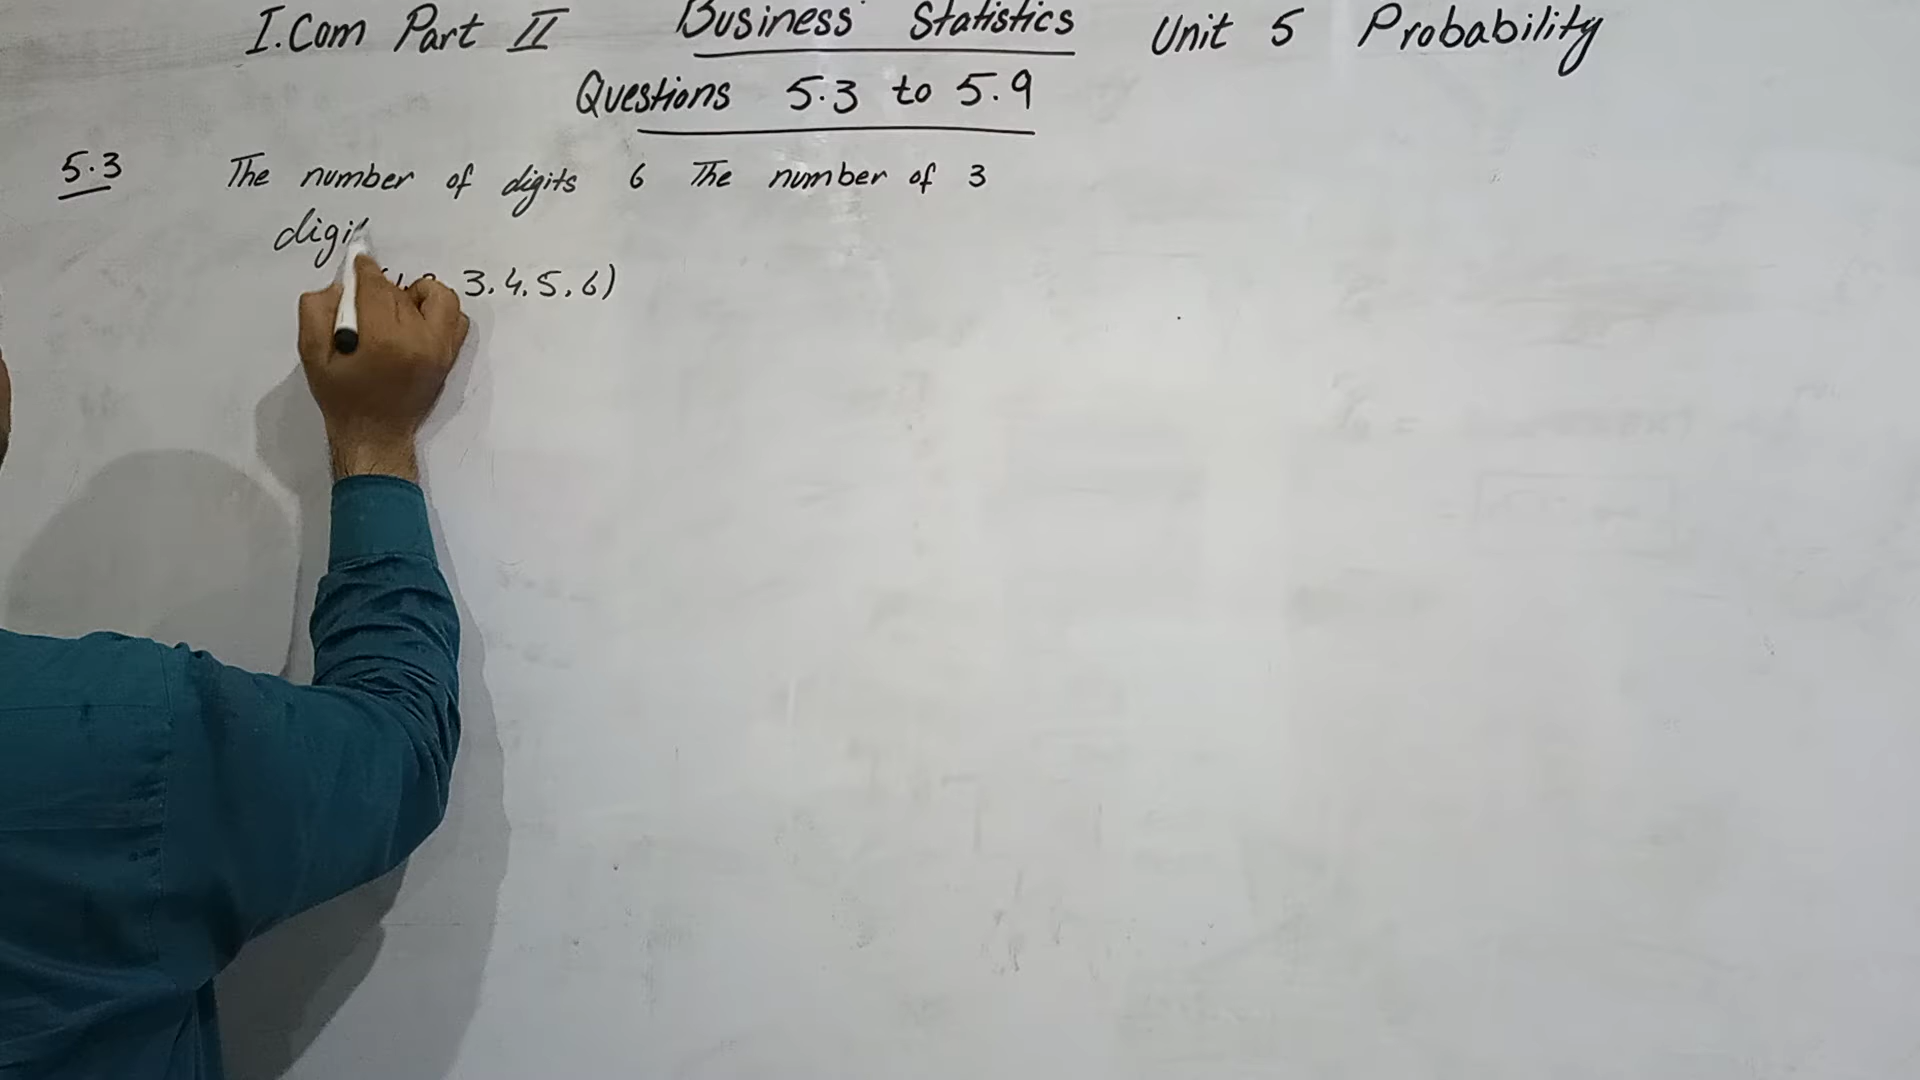 I.Com Part II Business Statistics Unit 5 Probability
Questions 5.3 to 5.9
5.3 The number of digits 6 The number of 3
digi
3.4.5.6)